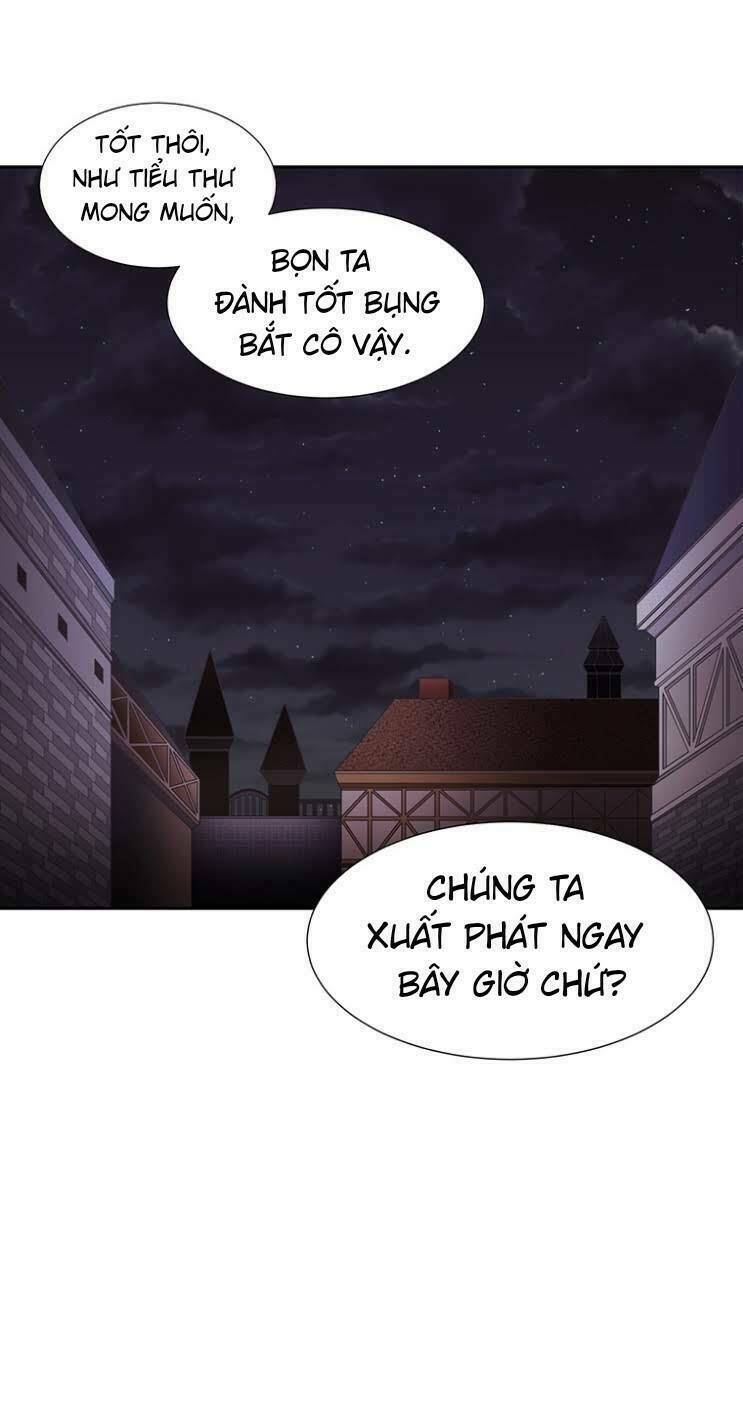 TỐT THÔI,
NHƯ TIỂU THƯ
MONG MUỐN,
BỌN TA
ĐÀNH TỐT BỤNG
BẮT CÔ VẬY.
CHÚNG TA
XUẤT PHÁT NGAY
BÂY GIỜ CHỨ?